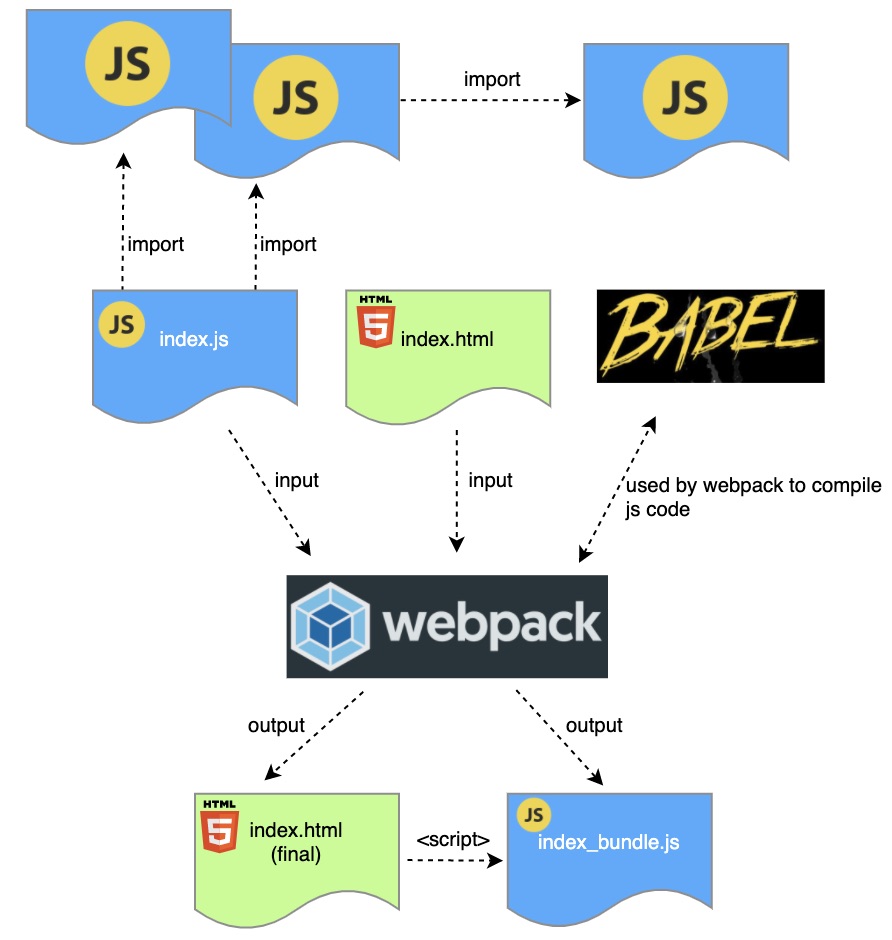 JS
JS
import
JS
import
import
JS
index.js
HTML
5
index.html
BABEL
input
input
used by webpack to compile
js code
webpack
output
output
HTML
5
index.html
(final)
<script>
JS
index_bundle.js